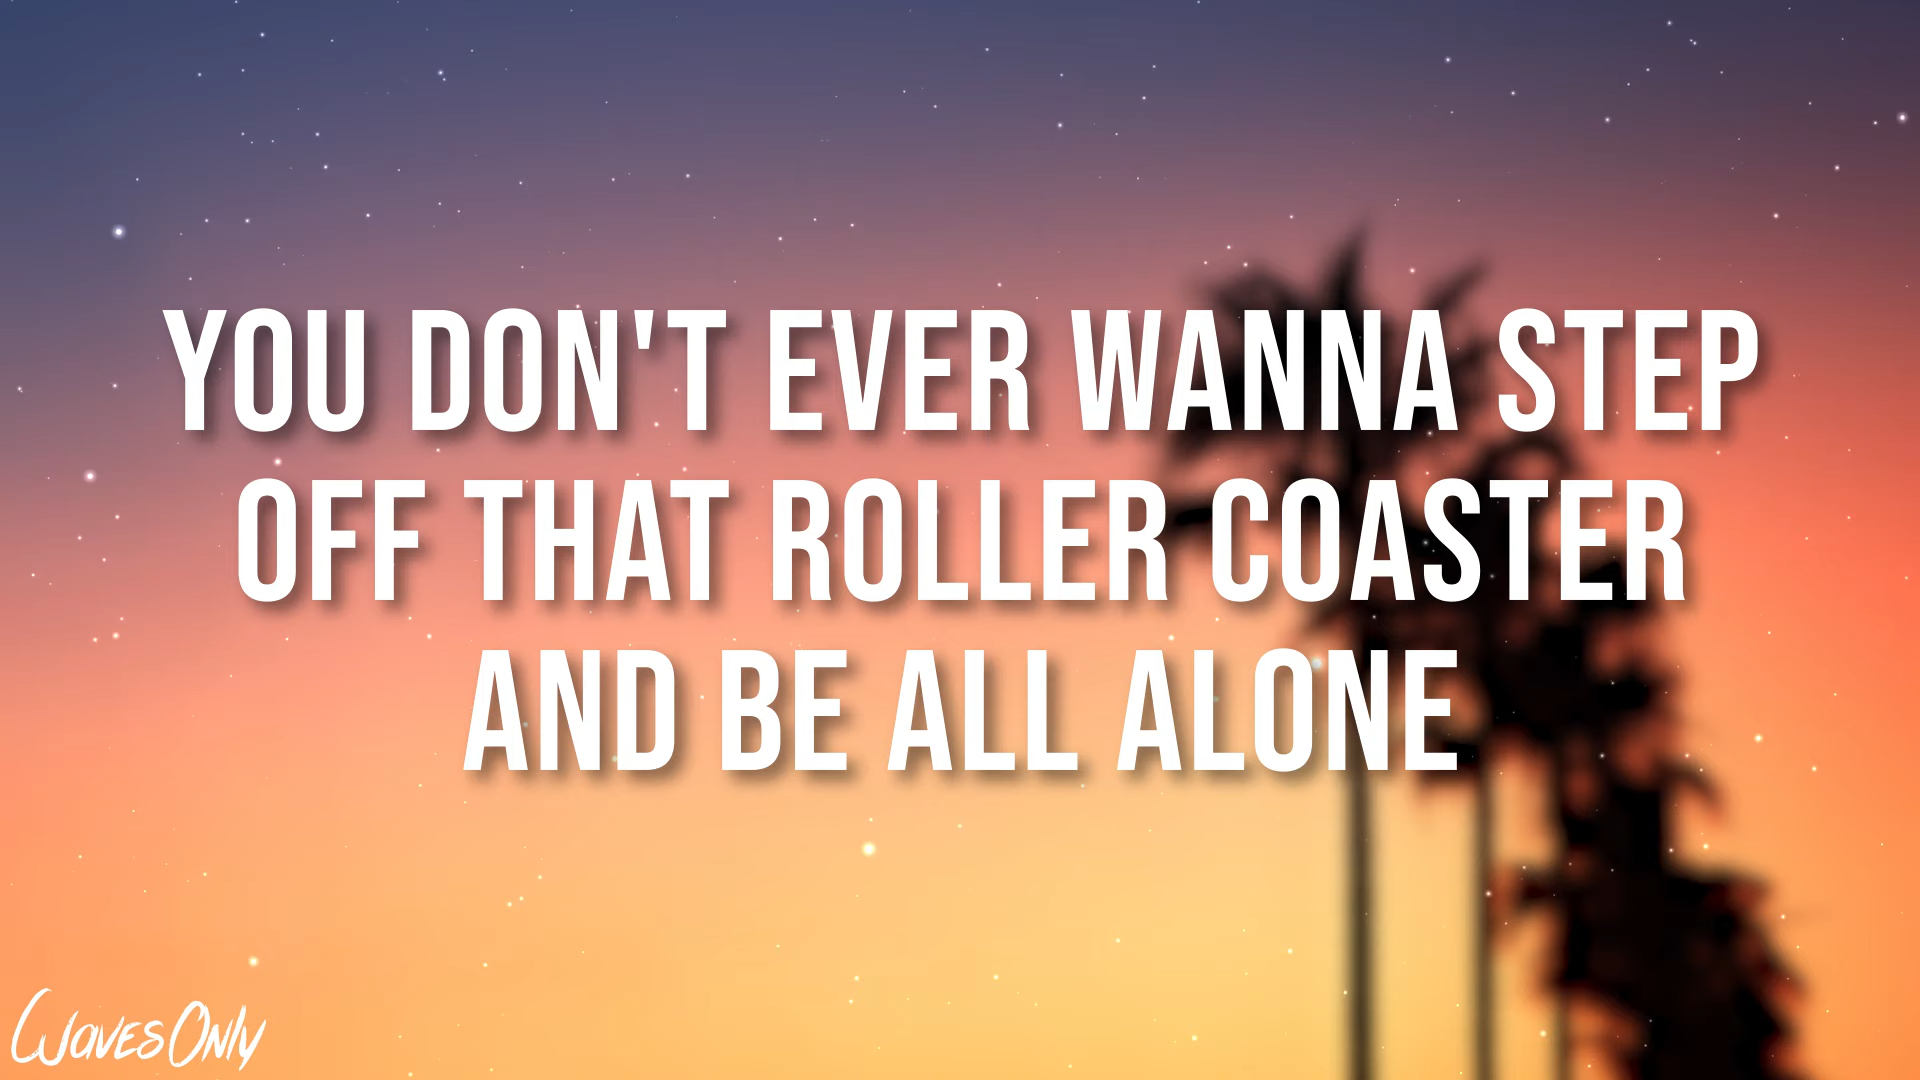 YOU DON'T EVER WANNA STEP
OFF THAT ROLLER COASTER
AND BE ALL ALONE
WavesOnly